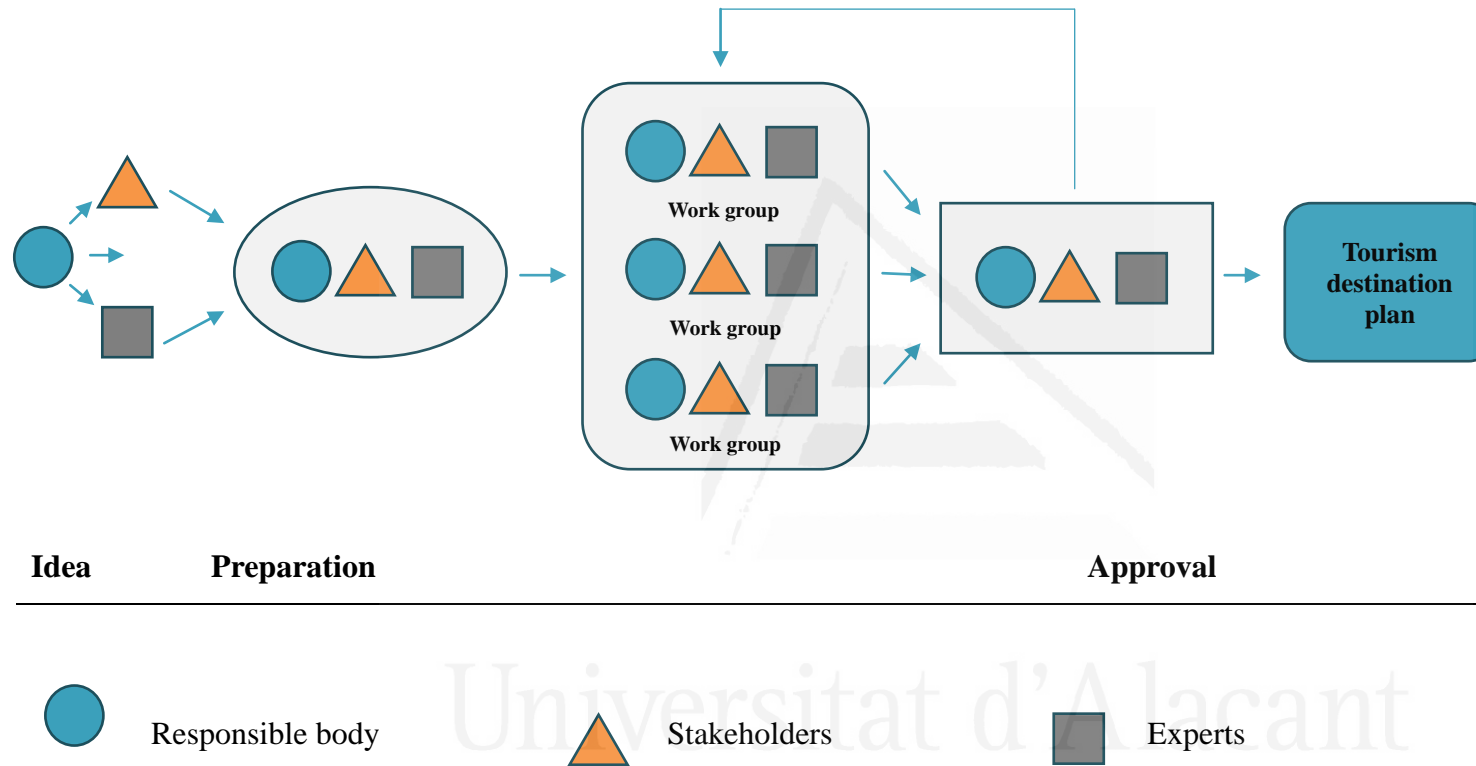 Work group
Work group
Work group
Tourism
destination
plan
Idea Preparation Approval
Responsible body Stakeholders Experts
Universitat d'Alacant